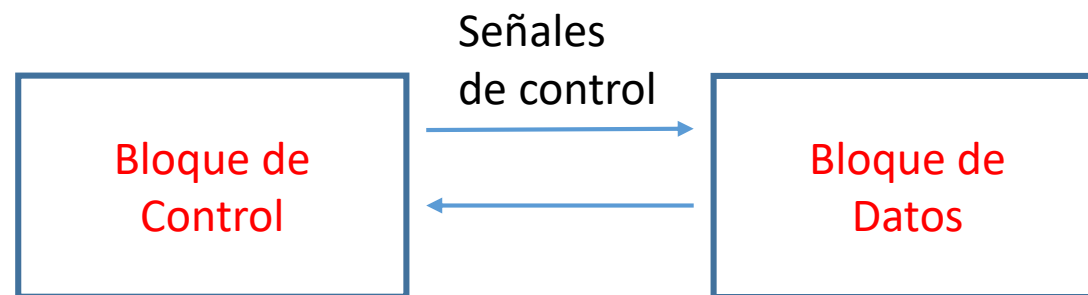 Señales
de control
Bloque de
Control
Bloque de
Datos